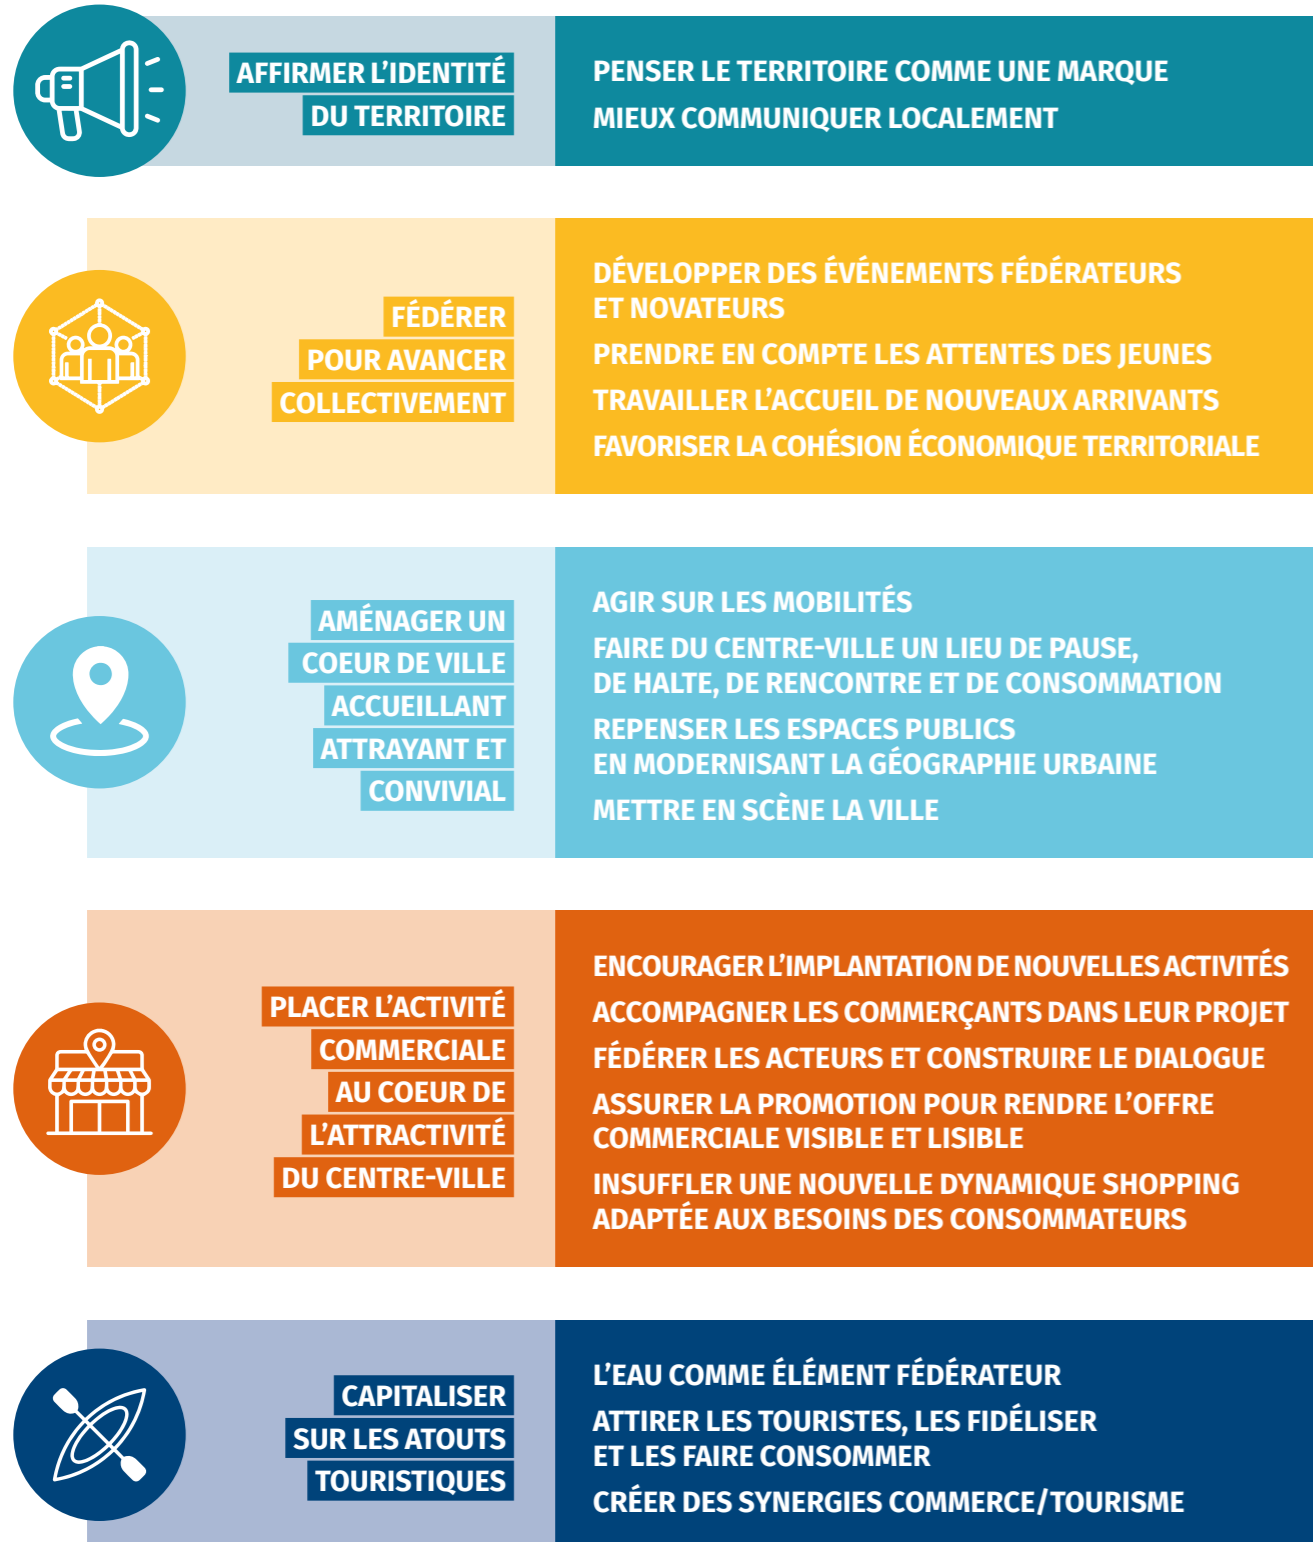 AFFIRMER L'IDENTITÉ
DU TERRITOIRE
PENSER LE TERRITOIRE COMME UNE MARQUE
MIEUX COMMUNIQUER LOCALEMENT
FÉDÉRER
POUR AVANCER
COLLECTIVEMENT
DÉVELOPPER DES ÉVÉNEMENTS FÉDÉRATEURS
ET NOVATEURS
PRENDRE EN COMPTE LES ATTENTES DES JEUNES
TRAVAILLER L'ACCUEIL DE NOUVEAUX ARRIVANTS
FAVORISER LA COHÉSION ÉCONOMIQUE TERRITORIALE
AMÉNAGER UN
COEUR DE VILLE
ACCUEILLANT
ATTRAYANT ET
CONVIVIAL
AGIR SUR LES MOBILITÉS
FAIRE DU CENTRE-VILLE UN LIEU DE PAUSE,
DE HALTE, DE RENCONTRE ET DE CONSOMMATION
REPENSER LES ESPACES PUBLICS
EN MODERNISANT LA GÉOGRAPHIE URBAINE
METTRE EN SCÈNE LA VILLE
PLACER L'ACTIVITÉ
COMMERCIALE
AU COEUR DE
L'ATTRACTIVITÉ
DU CENTRE-VILLE
ENCOURAGER L'IMPLANTATION DE NOUVELLES ACTIVITÉS
ACCOMPAGNER LES COMMERÇANTS DANS LEUR PROJET
FÉDÉRER LES ACTEURS ET CONSTRUIRE LE DIALOGUE
ASSURER LA PROMOTION POUR RENDRE L'OFFRE
COMMERCIALE VISIBLE ET LISIBLE
INSUFFLER UNE NOUVELLE DYNAMIQUE SHOPPING
ADAPTÉE AUX BESOINS DES CONSOMMATEURS
CAPITALISER
SUR LES ATOUTS
TOURISTIQUES
L'EAU COMME ÉLÉMENT FÉDÉRATEUR
ATTIRER LES TOURISTES, LES FIDÉLISER
ET LES FAIRE CONSOMMER
CRÉER DES SYNERGIES COMMERCE/TOURISME